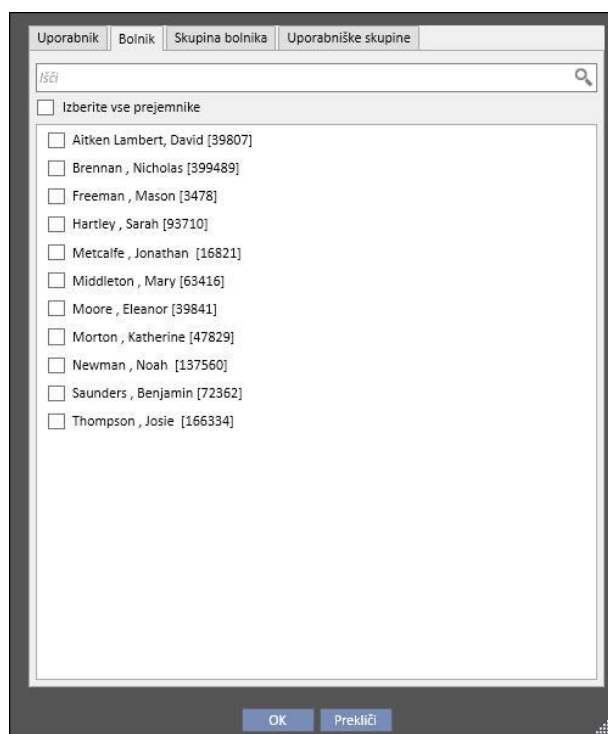 Uporabnik Bolnik Skupina bolnika Uporabniške skupine
Išči
Izberite vse prejemnike
Aitken Lambert, David [39807]
Brennan , Nicholas [399489]
Freeman , Mason [3478]
Hartley , Sarah [93710]
Metcalfe , Jonathan [16821]
Middleton , Mary [63416]
Moore , Eleanor [39841]
Morton , Katherine [47829]
Newman , Noah [137560]
Saunders , Benjamin [72362]
Thompson , Josie [166334]
OK Prekliči